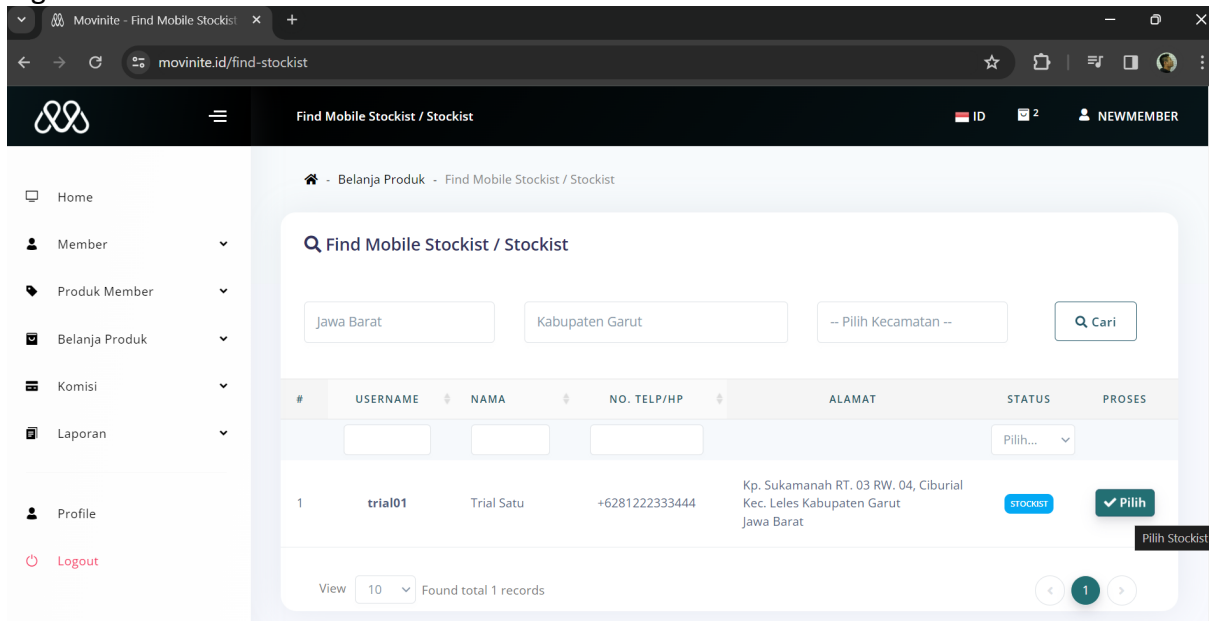 Movinite - Find Mobile Stockist
movinite.id/find-stockist
Find Mobile Stockist / Stockist
ID
2
NEWMEMBER
- Belanja Produk - Find Mobile Stockist / Stockist
Home
Member
Produk Member
Belanja Produk
Komisi
Laporan
Profile
Logout
Find Mobile Stockist / Stockist
Jawa Barat
Kabupaten Garut
-- Pilih Kecamatan --
Cari
# USERNAME NAMA NO. TELP/HP ALAMAT STATUS PROSES
Pilih...
1 trial01 Trial Satu +6281222333444
Kp. Sukamanah RT. 03 RW. 04, Ciburial
Kec. Leles Kabupaten Garut
Jawa Barat
STOCKIST
Pilih
Pilih Stockist
View 10 Found total 1 records
1